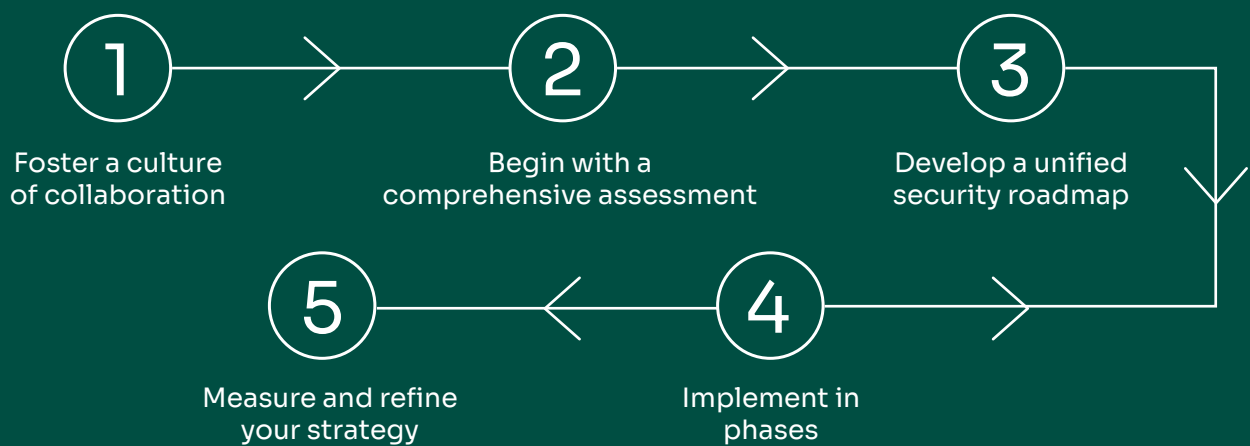 1
Foster a culture
of collaboration
2
Begin with a
comprehensive assessment
3
Develop a unified
security roadmap
4
Implement in
phases
5
Measure and refine
your strategy